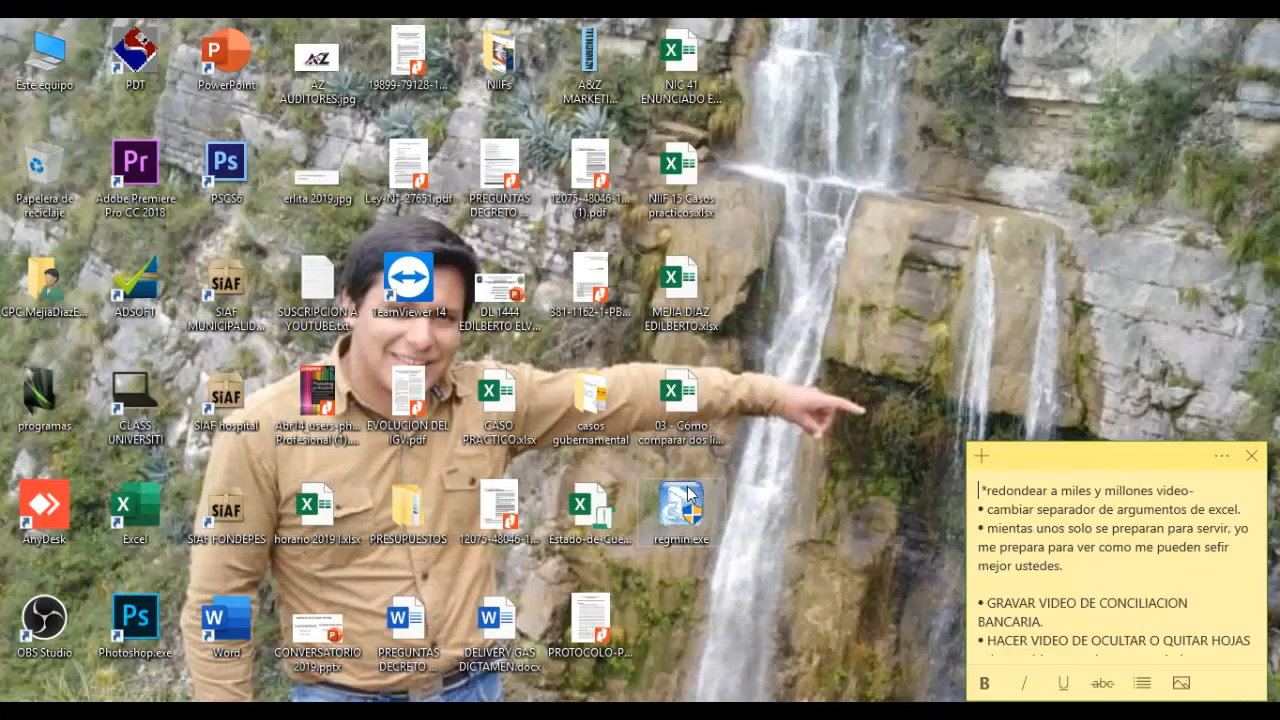 Este equipo
PDT
PowerPoint
AZ
AUDITORES.jpg
19899-79128-1...
NIIFs
A&Z
MARKETI...
NIC 41
ENUNCIADO E...
Papelera de
reciclaje
Adobe Premiere
Pro CC 2018
PSCS6
erlita 2019.jpg
Ley-N°-27651.pdf
PREGUNTAS
DECRETO ...
12075-48046-1...
(1).pdf
NIIF 15 Casos
practicos.xlsx
CPC.MejiaDiazE...
ADSOFT
SIAF
MUNICIPALID...
SUSCRIPCION A
YOUTUBE.txt
TeamViewer 14
DL 1444
EDILBERTO ELV...
381-1162-1-PB...
MEJIA DIAZ
EDILBERTO.xlsx
programas
CLASS
UNIVERSITI
SIAF hospital
Abr14_users-ph...
Profesional (1)....
EVOLUCION DEL
IGV.pdf
CASO
PRACTICO.xlsx
casos
gubernamental
03 - Cómo
comparar dos li...
AnyDesk
Excel
SIAF FONDEPES
horario 2019 I.xlsx
PRESUPUESTOS
12075-48046-1...
Estado-de-Cue...
regmin.exe
OBS Studio
Photoshop.exe
Word
CONVERSATORIO
2019.pptx
PREGUNTAS
DECRETO ...
DELIVERY GAS
DICTAMEN.docx
PROTOCOLO-P...
*redondear a miles y millones video-
• cambiar separador de argumentos de excel.
• mientas unos solo se preparan para servir, yo
me prepara para ver como me pueden sefir
mejor ustedes.
• GRAVAR VIDEO DE CONCILIACION
BANCARIA.
• HACER VIDEO DE OCULTAR O QUITAR HOJAS
B / U abc